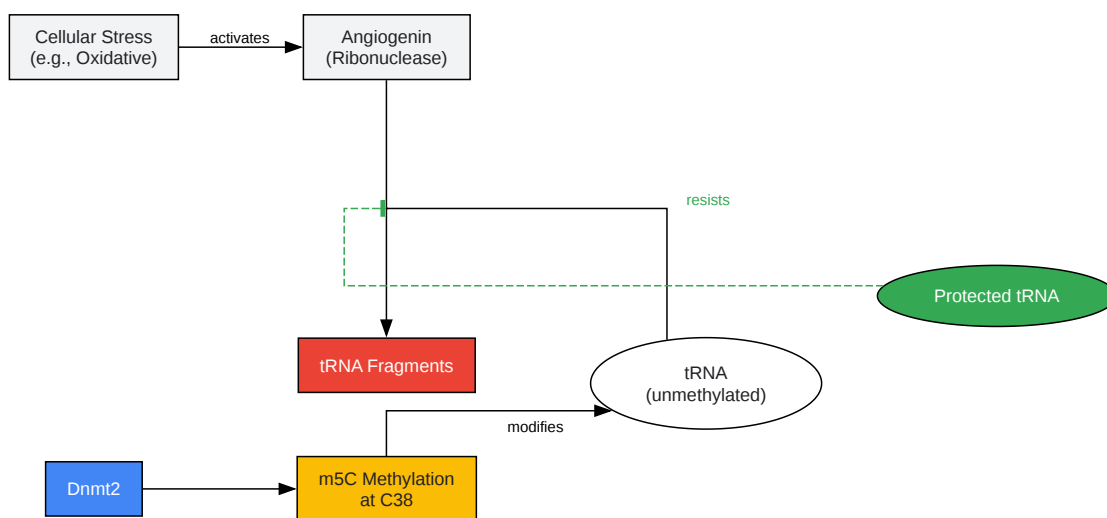 Cellular Stress
(e.g., Oxidative)
activates
Angiogenin
(Ribonuclease)
resists
Protected tRNA
tRNA Fragments
tRNA
(unmethylated)
modifies
Dnmt2
m5C Methylation
at C38